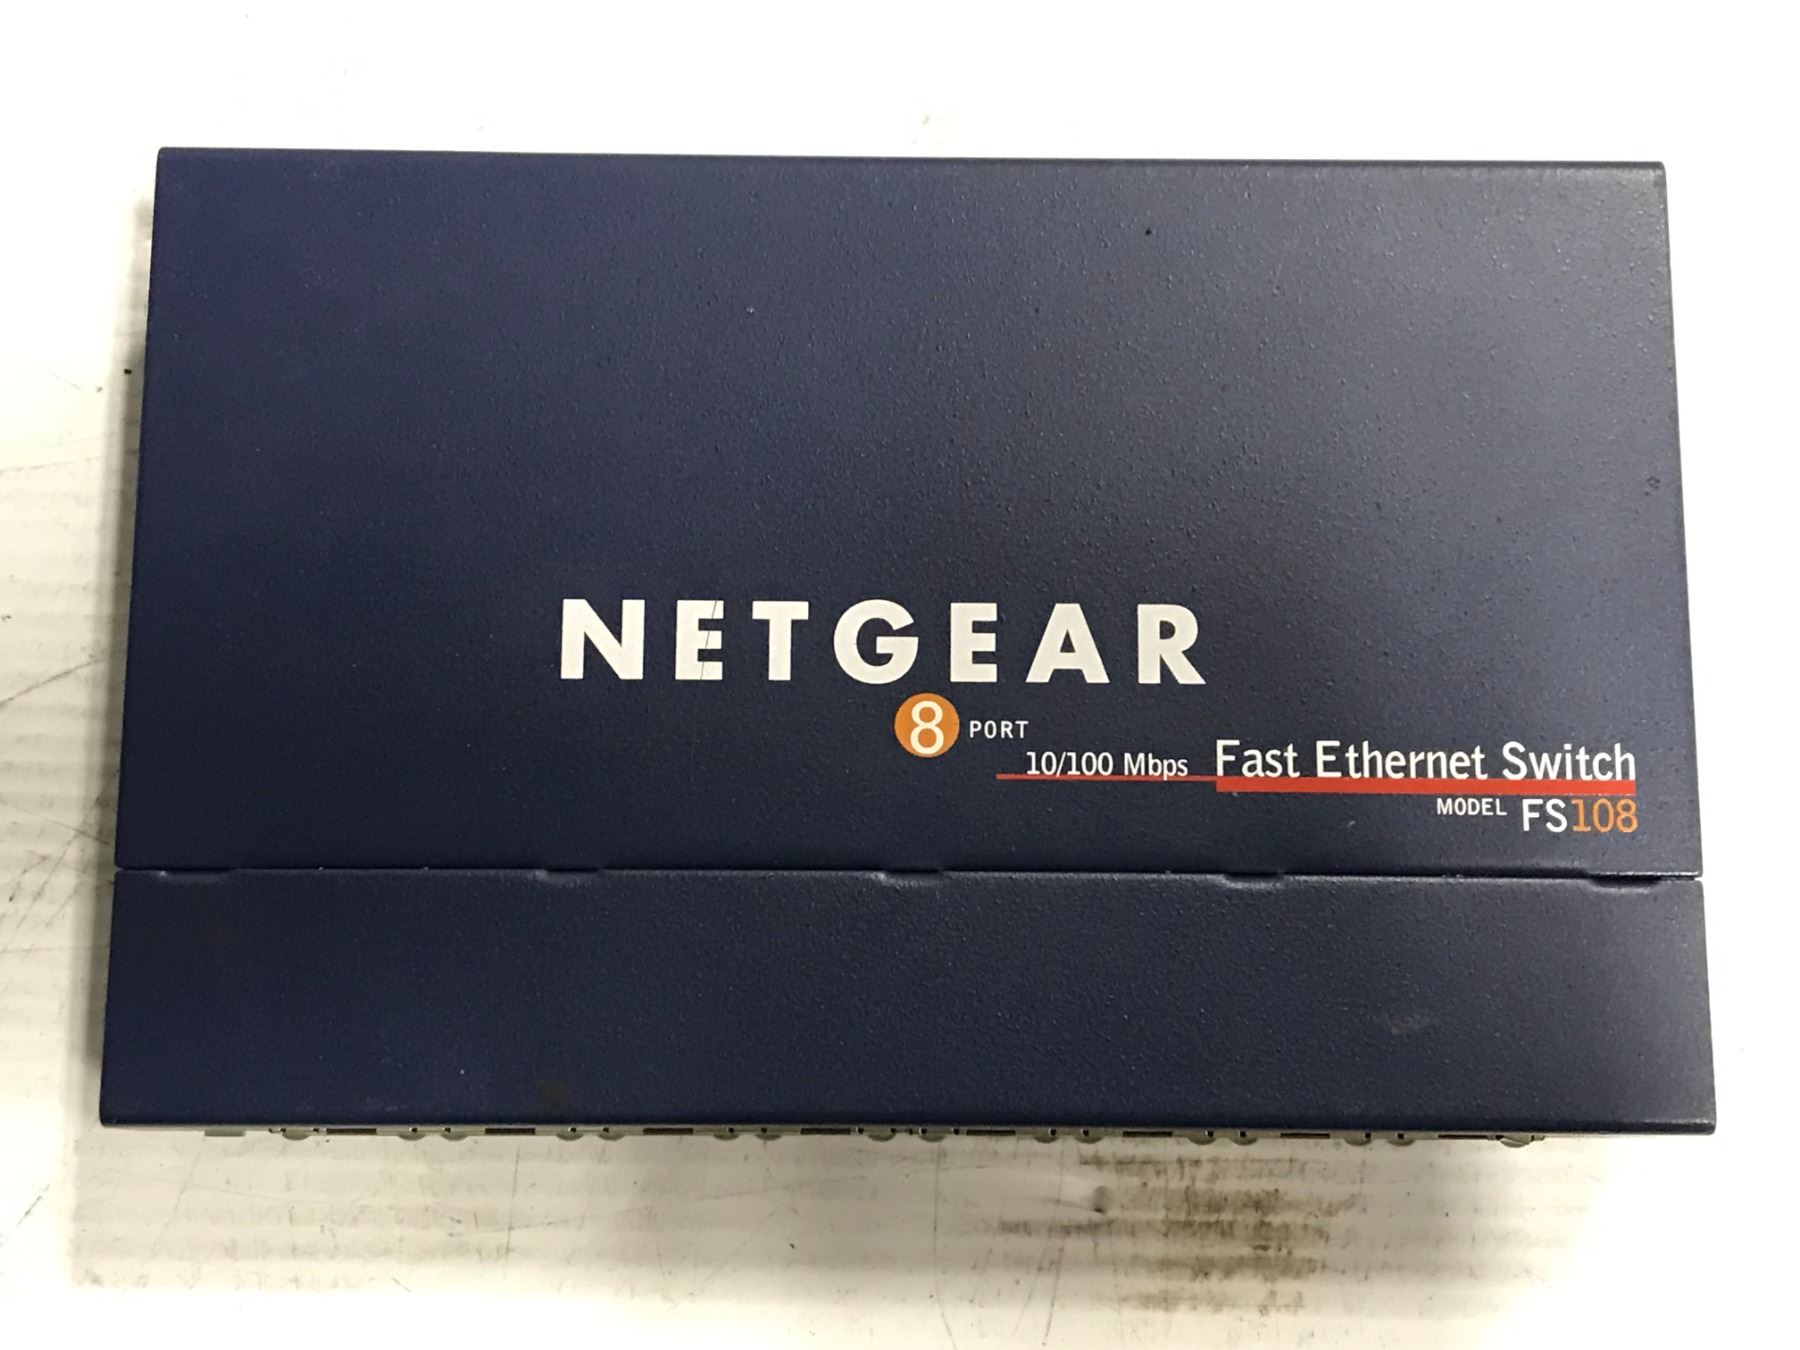 NETGEAR
8 PORT
10/100 Mbps Fast Ethernet Switch
MODEL FS108